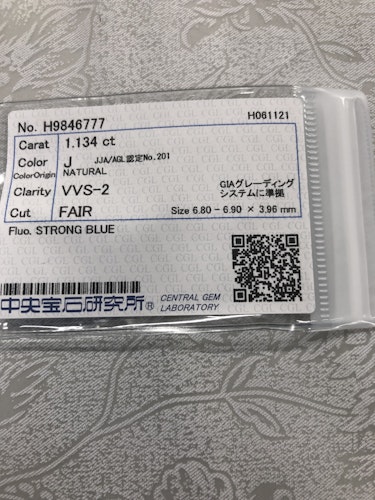 No. H9846777 H061121
Carat 1.134 ct
Color J JJA/AGL認定No.201
ColorOrigin NATURAL
Clarity VVS-2 GIAグレーディング
システムに準拠
Cut FAIR Size 6.80 - 6.90 × 3.96 mm
Fluo. STRONG BLUE
中央宝石研究所® CENTRAL GEM
LABORATORY